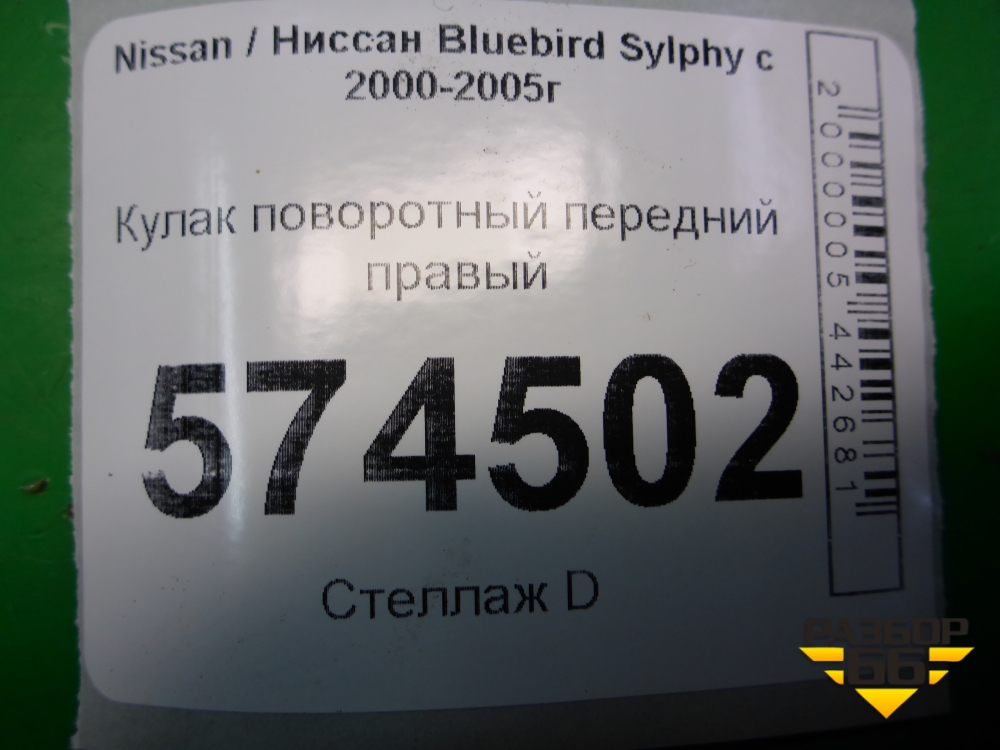 Nissan / Ниссан Bluebird Sylphy с
2000-2005г
Кулак поворотный передний
правый
574502
Стеллаж D
2000005442681
РАЗБОР
66